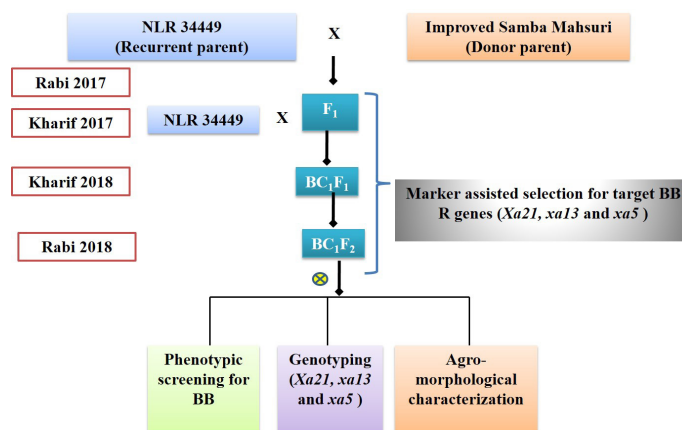 NLR 34449
(Recurrent parent)
X
Improved Samba Mahsuri
(Donor parent)
Rabi 2017
Kharif 2017
NLR 34449
X
F1
Kharif 2018
BC1F1
Marker assisted selection for target BB
R genes (Xa21, xa13 and xa5 )
Rabi 2018
BC1F2
Phenotypic
screening for
BB
Genotyping
(Xa21, xa13
and xa5 )
Agro-
morphological
characterization